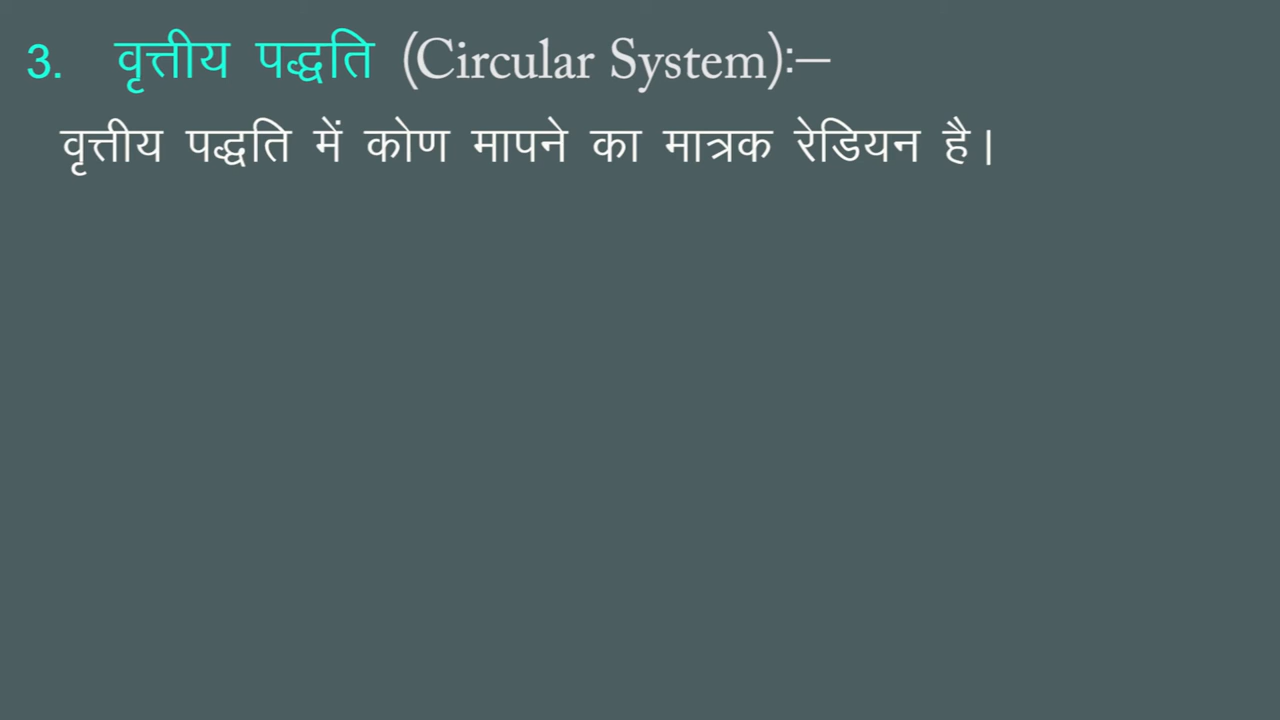 3. वृत्तीय पद्धति (Circular System):–
वृत्तीय पद्धति में कोण मापने का मात्रक रेडियन है।